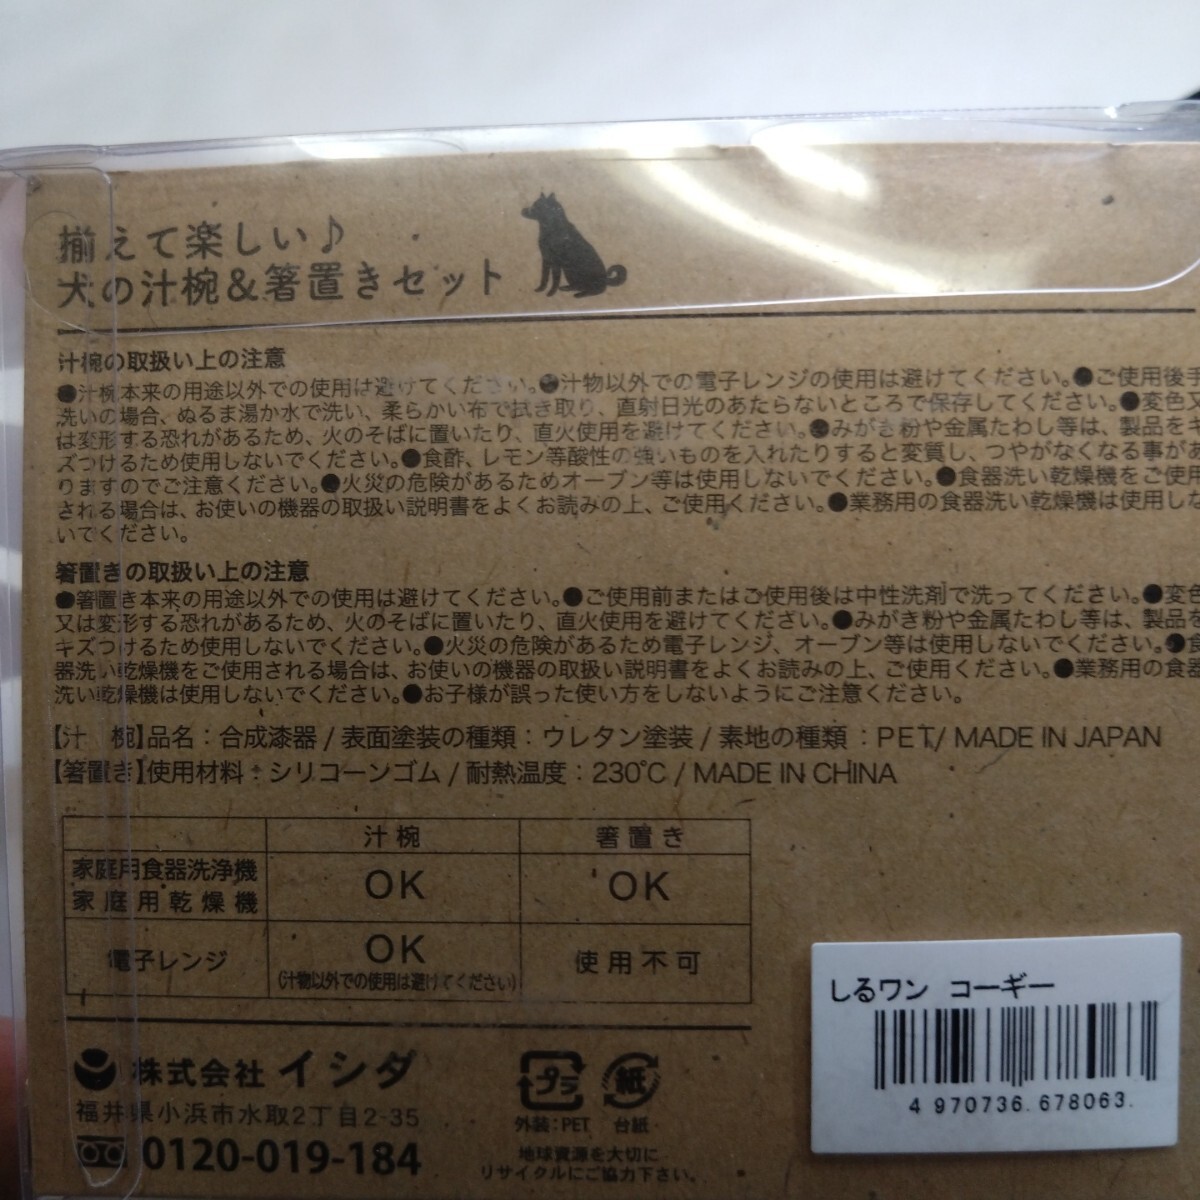 揃えて楽しい♪
犬の汁椀&箸置きセット
汁椀の取扱い上の注意
●汁椀本来の用途以外での使用は避けてください。●汁物以外での電子レンジの使用は避けてください。●ご使用後手
洗いの場合、ぬるま湯か水で洗い、柔らかい布で拭き取り、直射日光のあたらないところで保存してください。●変色又
は変形する恐れがあるため、火のそばに置いたり、直火使用を避けてください。●みがき粉や金属たわし等は、製品をキ
ズつけるため使用しないでください。●食酢、レモン等酸性の強いものを入れたりすると変質し、つやがなくなる事があ
りますのでご注意ください。●火災の危険があるためオーブン等は使用しないでください。●食器洗い乾燥機をご使用
される場合は、お使いの機器の取扱い説明書をよくお読みの上、ご使用ください。●業務用の食器洗い乾燥機は使用しな
いでください。
箸置きの取扱い上の注意
●箸置き本来の用途以外での使用は避けてください。●ご使用前またはご使用後は中性洗剤で洗ってください。●変色
又は変形する恐れがあるため、火のそばに置いたり、直火使用を避けてください。●みがき粉や金属たわし等は、製品を
キズつけるため使用しないでください。●火災の危険があるため電子レンジ、オーブン等は使用しないでください。●食
器洗い乾燥機をご使用される場合は、お使いの機器の取扱い説明書をよくお読みの上、ご使用ください。●業務用の食器
洗い乾燥機は使用しないでください。●お子様が誤った使い方をしないようにご注意ください。
【汁 椀】品名：合成漆器 / 表面塗装の種類：ウレタン塗装 / 素地の種類：PET/ MADE IN JAPAN
【箸置き】使用材料：シリコーンゴム / 耐熱温度：230℃ / MADE IN CHINA
汁椀 箸置き
家庭用食器洗浄機
家庭用乾燥機
OK OK
電子レンジ
OK
(汁物以外での使用は避けてください)
使用不可
株式会社 イシダ
福井県小浜市水取2丁目2-35
0120-019-184
プラ 紙
外装：PET 台紙
地球資源を大切に
リサイクルにご協力下さい。
しるワン コーギー
4 970736 678063